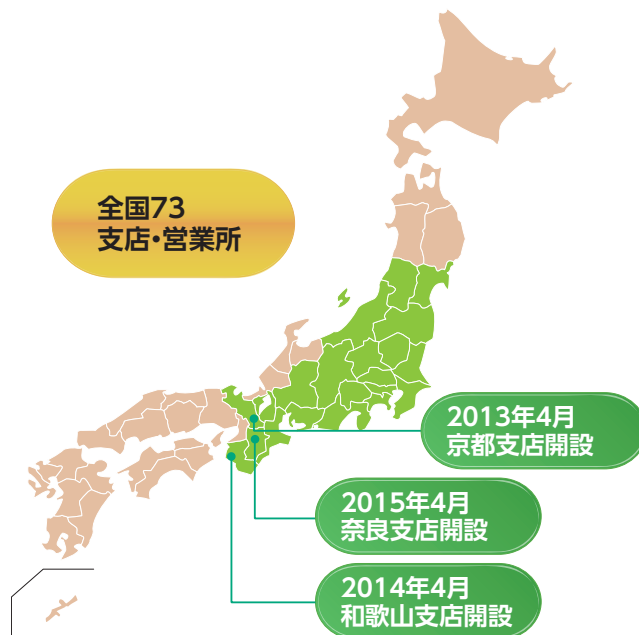 全国73
支店・営業所
2013年4月
京都支店開設
2015年4月
奈良支店開設
2014年4月
和歌山支店開設